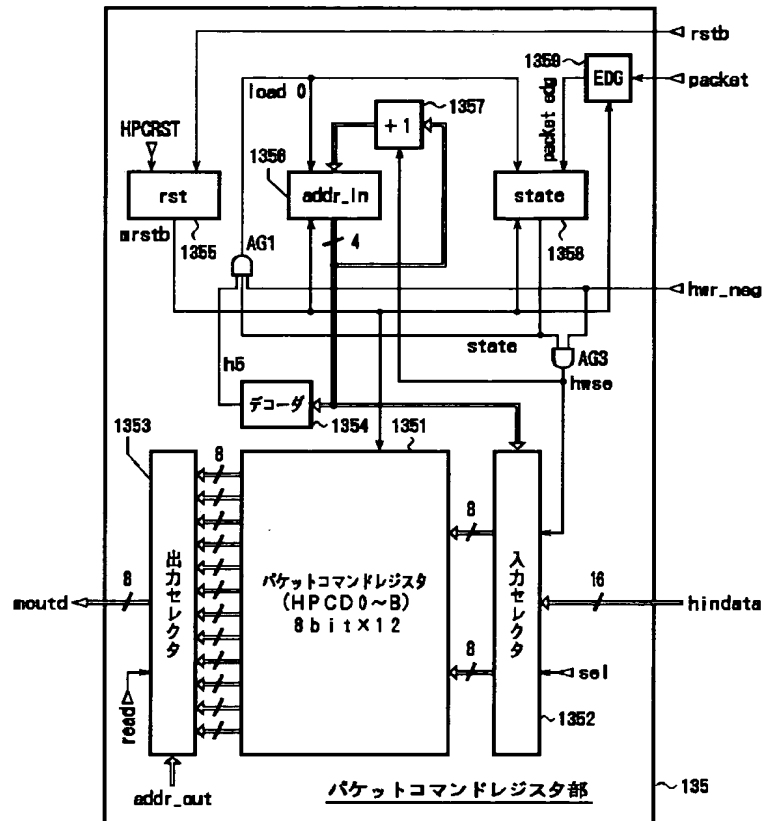 rstb
1359
EDG
packet
load 0
1357
+1
packet edg
HPCRST
1356
rst
addr_in
state
mrstb
1355
AG1
4
1358
hwr_neg
state
AG3
h5
hwse
デコーダ
1354
1353
1351
8
8
出力セレクタ
パケットコマンドレジスタ
(HPCD0～B)
8bit×12
入力セレクタ
8
moutd
16
hindata
8
sel
read
1352
addr_out
パケットコマンドレジスタ部
135